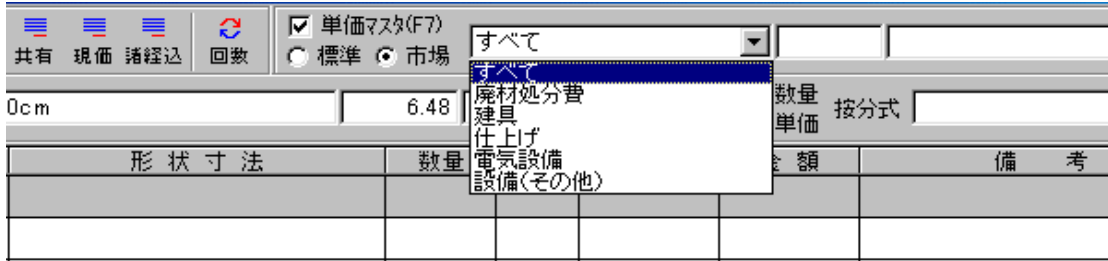 共有 現価 諸経込 回数
単価マスタ(F7)
標準 市場
すべて
すべて
廃材処分費
建具
仕上げ
電気設備
設備(その他)
0cm 6.48
数量
単価
按分式
形状寸法 数量 額 備考